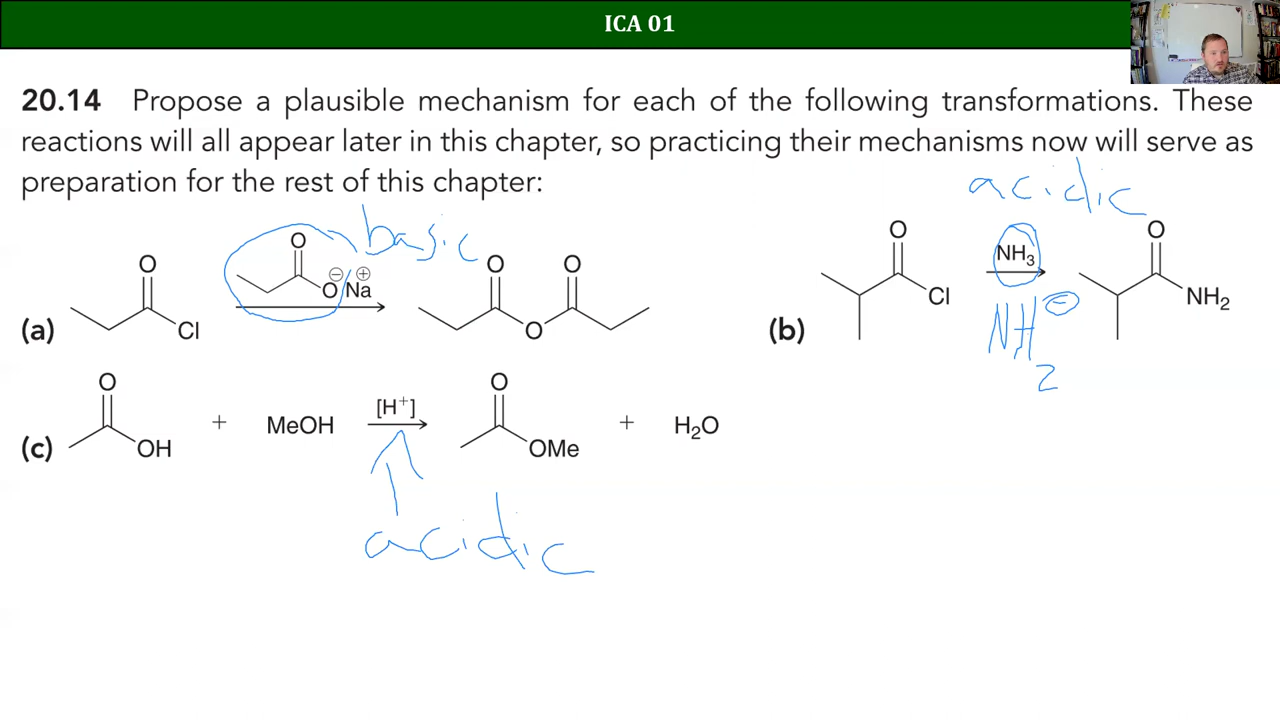 ICA 01
20.14 Propose a plausible mechanism for each of the following transformations. These
reactions will all appear later in this chapter, so practicing their mechanisms now will serve as
preparation for the rest of this chapter:
acidic
basic
O
O⊖ Na⊕
O
Cl
O O
O
(a)
O
Cl
NH3
NH2⊖
O
NH2
(b)
O
OH
+ MeOH
[H+]
O
OMe
+ H2O
(c)
acidic